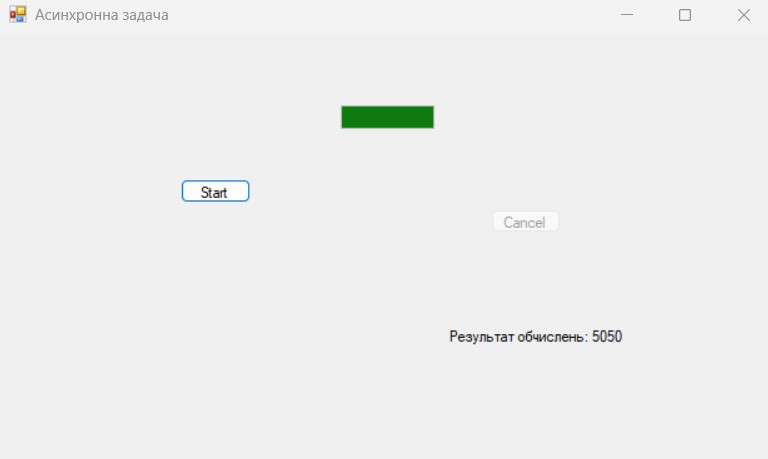 Асинхронна задача
Start
Cancel
Результат обчислень: 5050